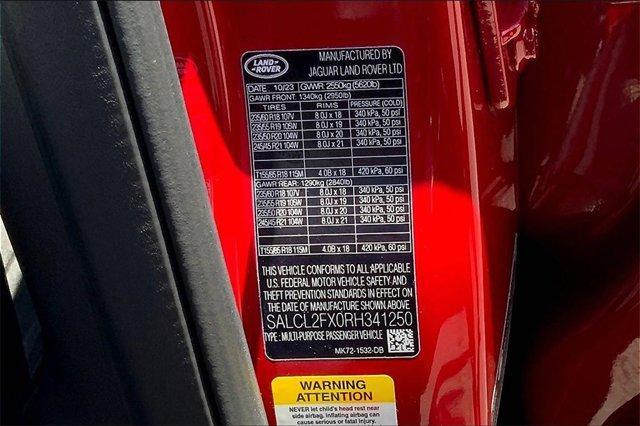 LAND-
ROVER
MANUFACTURED BY
JAGUAR LAND ROVER LTD
DATE 10/23 GVWR 2550kg (5620lb)
GAWR FRONT: 1340kg (2950lb)
TIRES RIMS PRESSURE (COLD)
235/60 R18 107V 8.0J x 18 340 kPa, 50 psi
235/55 R19 105W 8.0J x 19 340 kPa, 50 psi
235/50 R20 104W 8.0J x 20 340 kPa, 50 psi
245/45 R21 104W 8.0J x 21 340 kPa, 50 psi
T155/85 R18 115M 4.0B x 18 420 kPa, 60 psi
GAWR REAR: 1290kg (2840lb)
235/60 R18 107V 8.0J x 18 340 kPa, 50 psi
235/55 R19 105W 8.0J x 19 340 kPa, 50 psi
235/50 R20 104W 8.0J x 20 340 kPa, 50 psi
245/45 R21 104W 8.0J x 21 340 kPa, 50 psi
T155/85 R18 115M 4.0B x 18 420 kPa, 60 psi
THIS VEHICLE CONFORMS TO ALL APPLICABLE
U.S. FEDERAL MOTOR VEHICLE SAFETY AND
THEFT PREVENTION STANDARDS IN EFFECT ON
THE DATE OF MANUFACTURE SHOWN ABOVE
SALCL2FX0RH341250
TYPE : MULTI-PURPOSE PASSENGER VEHICLE
MK72-1532-DB
WARNING
ATTENTION
NEVER let child's head rest near
side airbag. Inflating airbag can
cause serious or fatal injury.